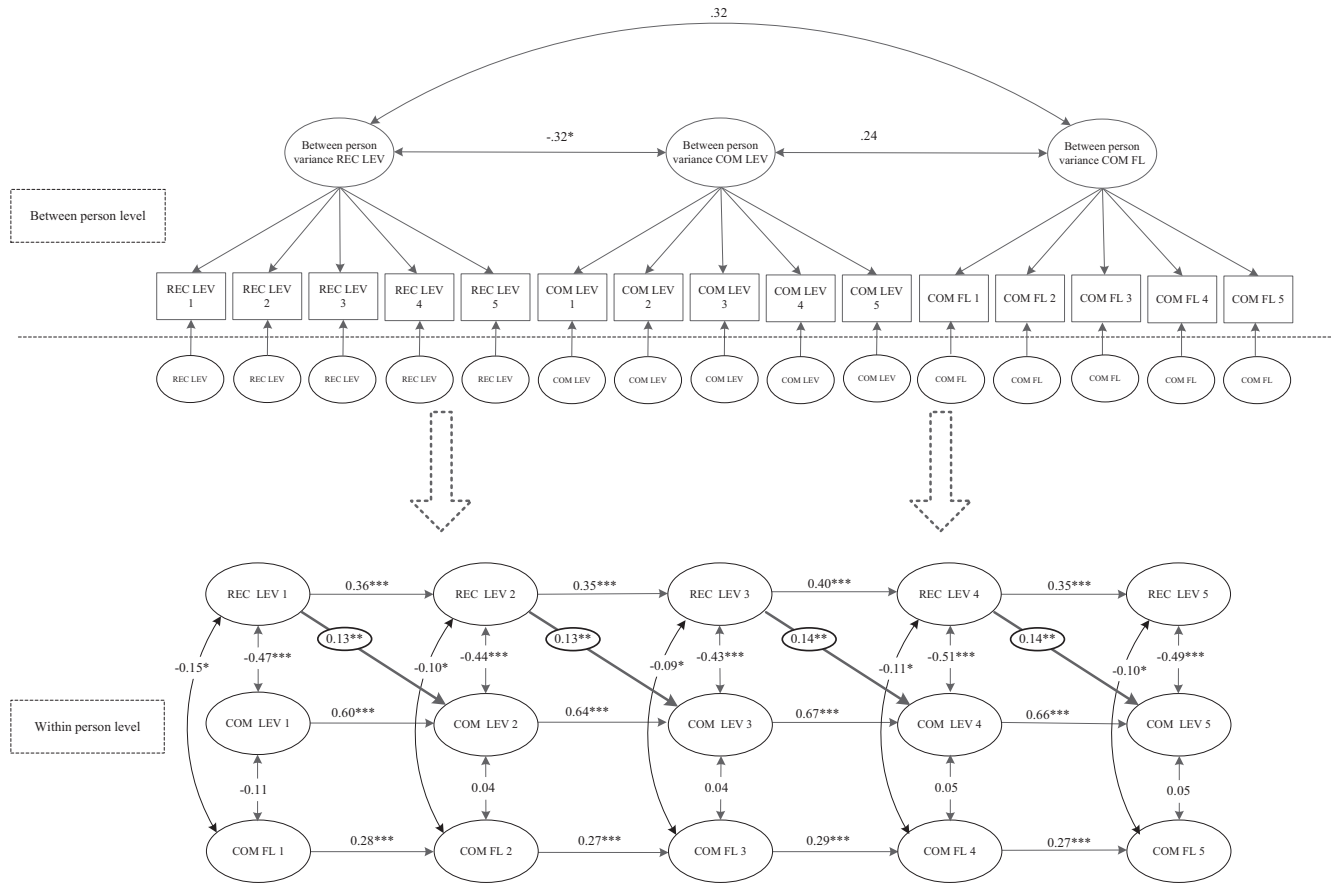 .32
Between person
variance REC LEV
-.32*
Between person
variance COM LEV
.24
Between person
variance COM FL
Between person level
REC LEV
1
REC LEV
2
REC LEV
3
REC LEV
4
REC LEV
5
COM LEV
1
COM LEV
2
COM LEV
3
COM LEV
4
COM LEV
5
COM FL 1
COM FL 2
COM FL 3
COM FL 4
COM FL 5
REC LEV
REC LEV
REC LEV
REC LEV
REC LEV
COM LEV
COM LEV
COM LEV
COM LEV
COM LEV
COM FL
COM FL
COM FL
COM FL
COM FL
REC LEV 1
0.36***
REC LEV 2
0.35***
REC LEV 3
0.40***
REC LEV 4
0.35***
REC LEV 5
0.13**
0.13**
0.14**
0.14**
-0.15*
-0.47***
-0.10*
-0.44***
-0.09*
-0.43***
-0.11*
-0.51***
-0.10*
-0.49***
Within person level
COM LEV 1
0.60***
COM LEV 2
0.64***
COM LEV 3
0.67***
COM LEV 4
0.66***
COM LEV 5
-0.11
0.04
0.04
0.05
0.05
COM FL 1
0.28***
COM FL 2
0.27***
COM FL 3
0.29***
COM FL 4
0.27***
COM FL 5